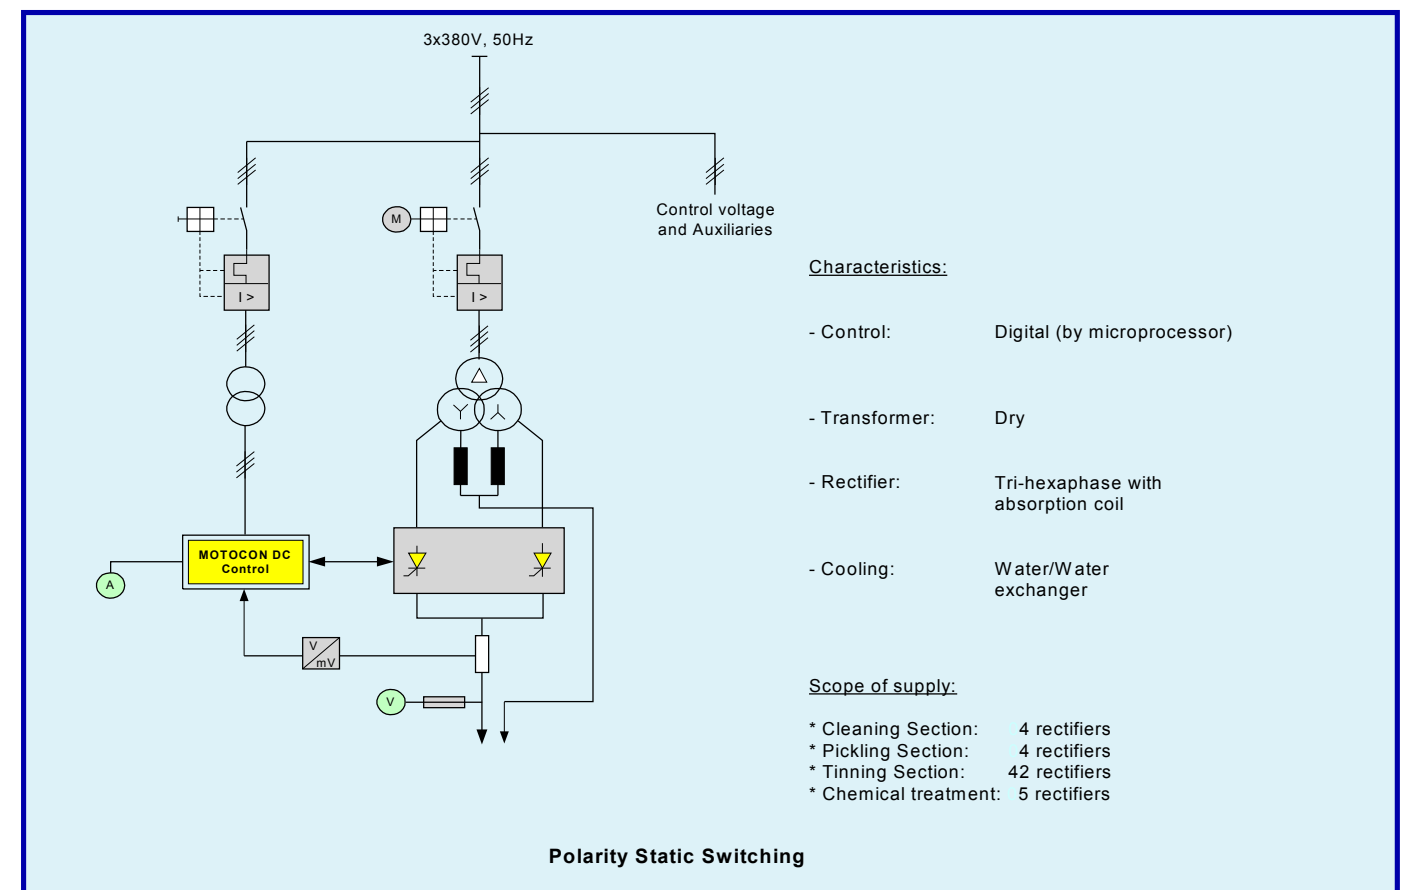 3x380V, 50Hz
M
Control voltage
and Auxiliaries
I >
I >
Characteristics:
- Control: Digital (by microprocessor)
- Transformer: Dry
- Rectifier: Tri-hexaphase with
absorption coil
- Cooling: Water/Water
exchanger
MOTOCON DC
Control
A
V
mV
V
Scope of supply:
* Cleaning Section: 4 rectifiers
* Pickling Section: 4 rectifiers
* Tinning Section: 42 rectifiers
* Chemical treatment: 5 rectifiers
Polarity Static Switching